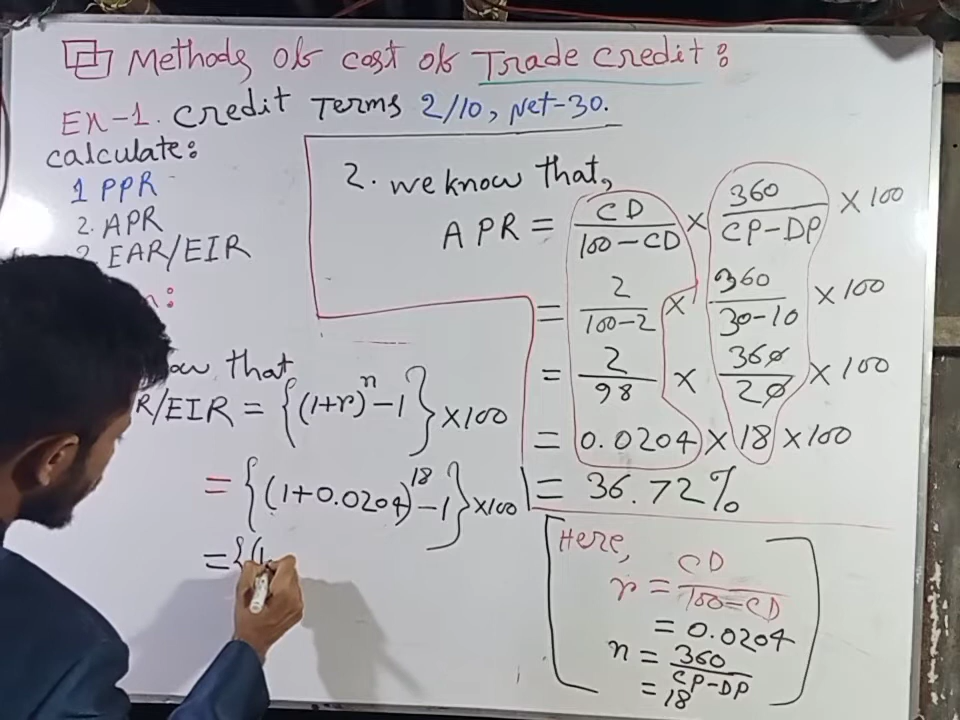 Methods of cost of Trade credit:
Ex-1. Credit Terms 2/10, Net-30.
calculate:
1 PPR
2. APR
3. EAR/EIR
2. we know that,
APR = CD/(100-CD) × 360/(CP-DP) × 100
= 2/(100-2) × 360/(30-10) × 100
= 2/98 × 360/20 × 100
= 0.0204 × 18 × 100
= 36.72%
that
R/EIR = {(1+r)^n - 1} × 100
= {(1+0.0204)^18 - 1} × 100
= {(1
Here,
r = CD/(100-CD)
= 0.0204
n = 360/(CP-DP)
= 18